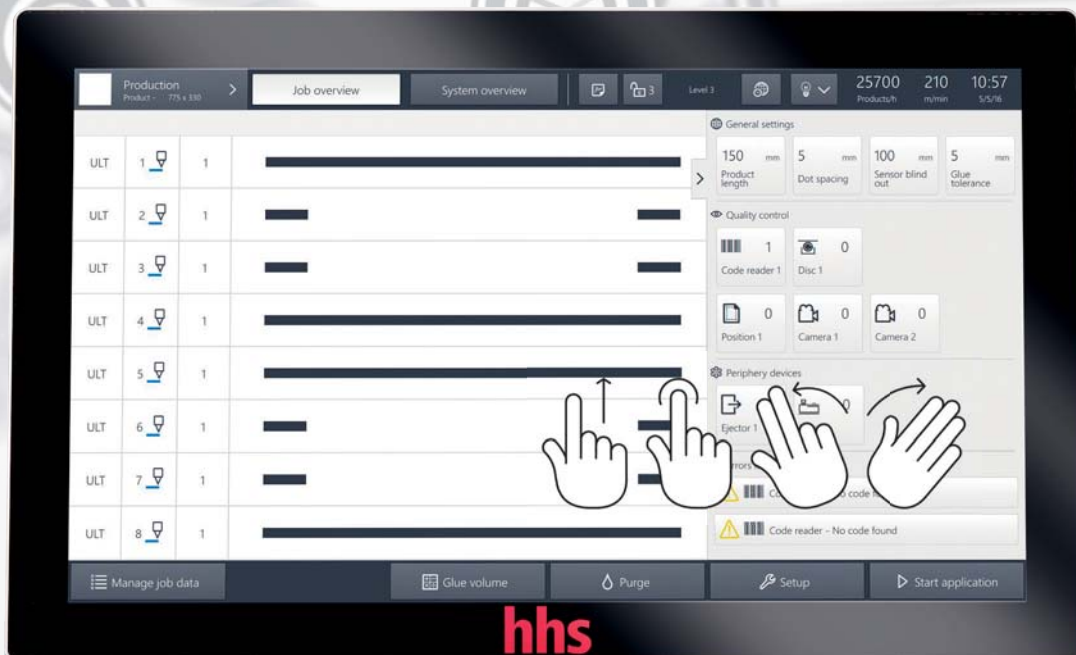 Production
Product - 775 x 330
Job overview
System overview
3
Level 3
25700
Products/h
210
m/min
10:57
5/5/16
General settings
150 mm
Product length
5 mm
Dot spacing
100 mm
Sensor blind out
5 mm
Glue tolerance
Quality control
1
Code reader 1
0
Disc 1
0
Position 1
0
Camera 1
0
Camera 2
Periphery devices
Ejector 1
0
ULT 1 1
ULT 2 1
ULT 3 1
ULT 4 1
ULT 5 1
ULT 6 1
ULT 7 1
ULT 8 1
Code reader - No code found
Manage job data
Glue volume
Purge
Setup
Start application
hhs